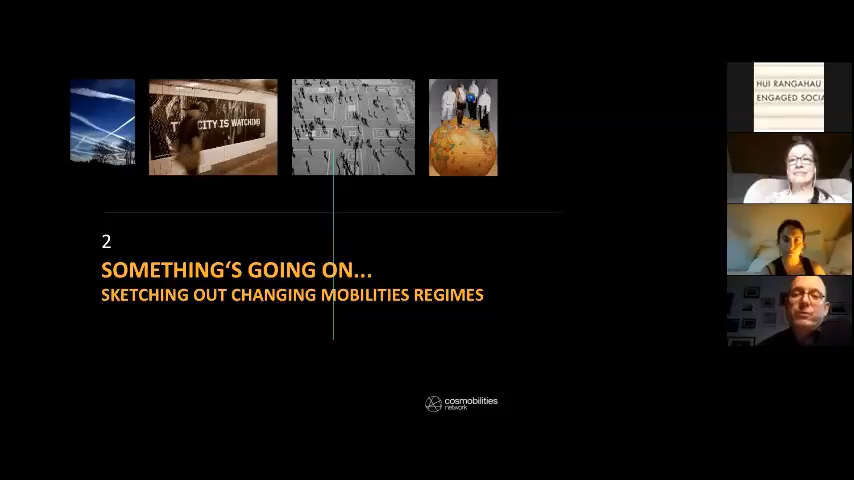 THE CITY IS WATCHING
HUI RANGAHAU
ENGAGED SOCIA
2
SOMETHING‘S GOING ON...
SKETCHING OUT CHANGING MOBILITIES REGIMES
cosmobilities
network